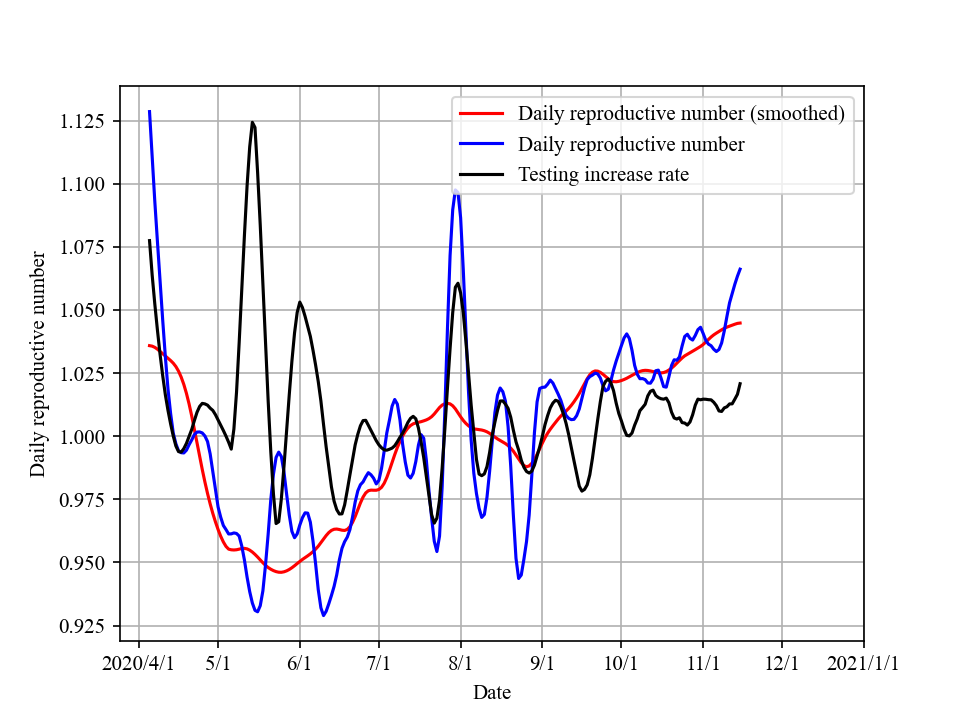 Daily reproductive number (smoothed)
Daily reproductive number
Testing increase rate
Daily reproductive number
1.125
1.100
1.075
1.050
1.025
1.000
0.975
0.950
0.925
2020/4/1 5/1 6/1 7/1 8/1 9/1 10/1 11/1 12/1 2021/1/1
Date